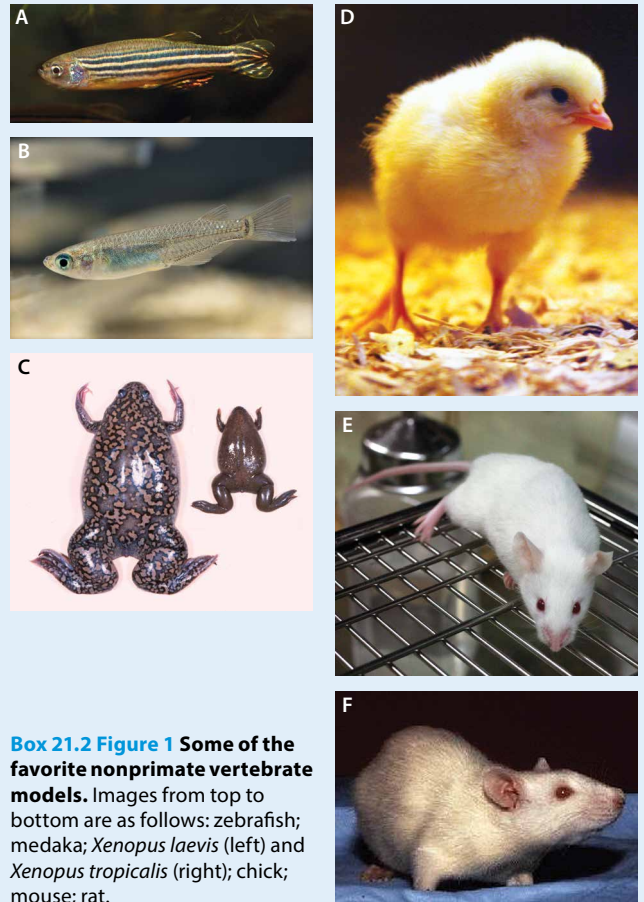 A
B
C
D
E
F
Box 21.2 Figure 1 Some of the
favorite nonprimate vertebrate
models. Images from top to
bottom are as follows: zebrafish;
medaka; Xenopus laevis (left) and
Xenopus tropicalis (right); chick;
mouse; rat.